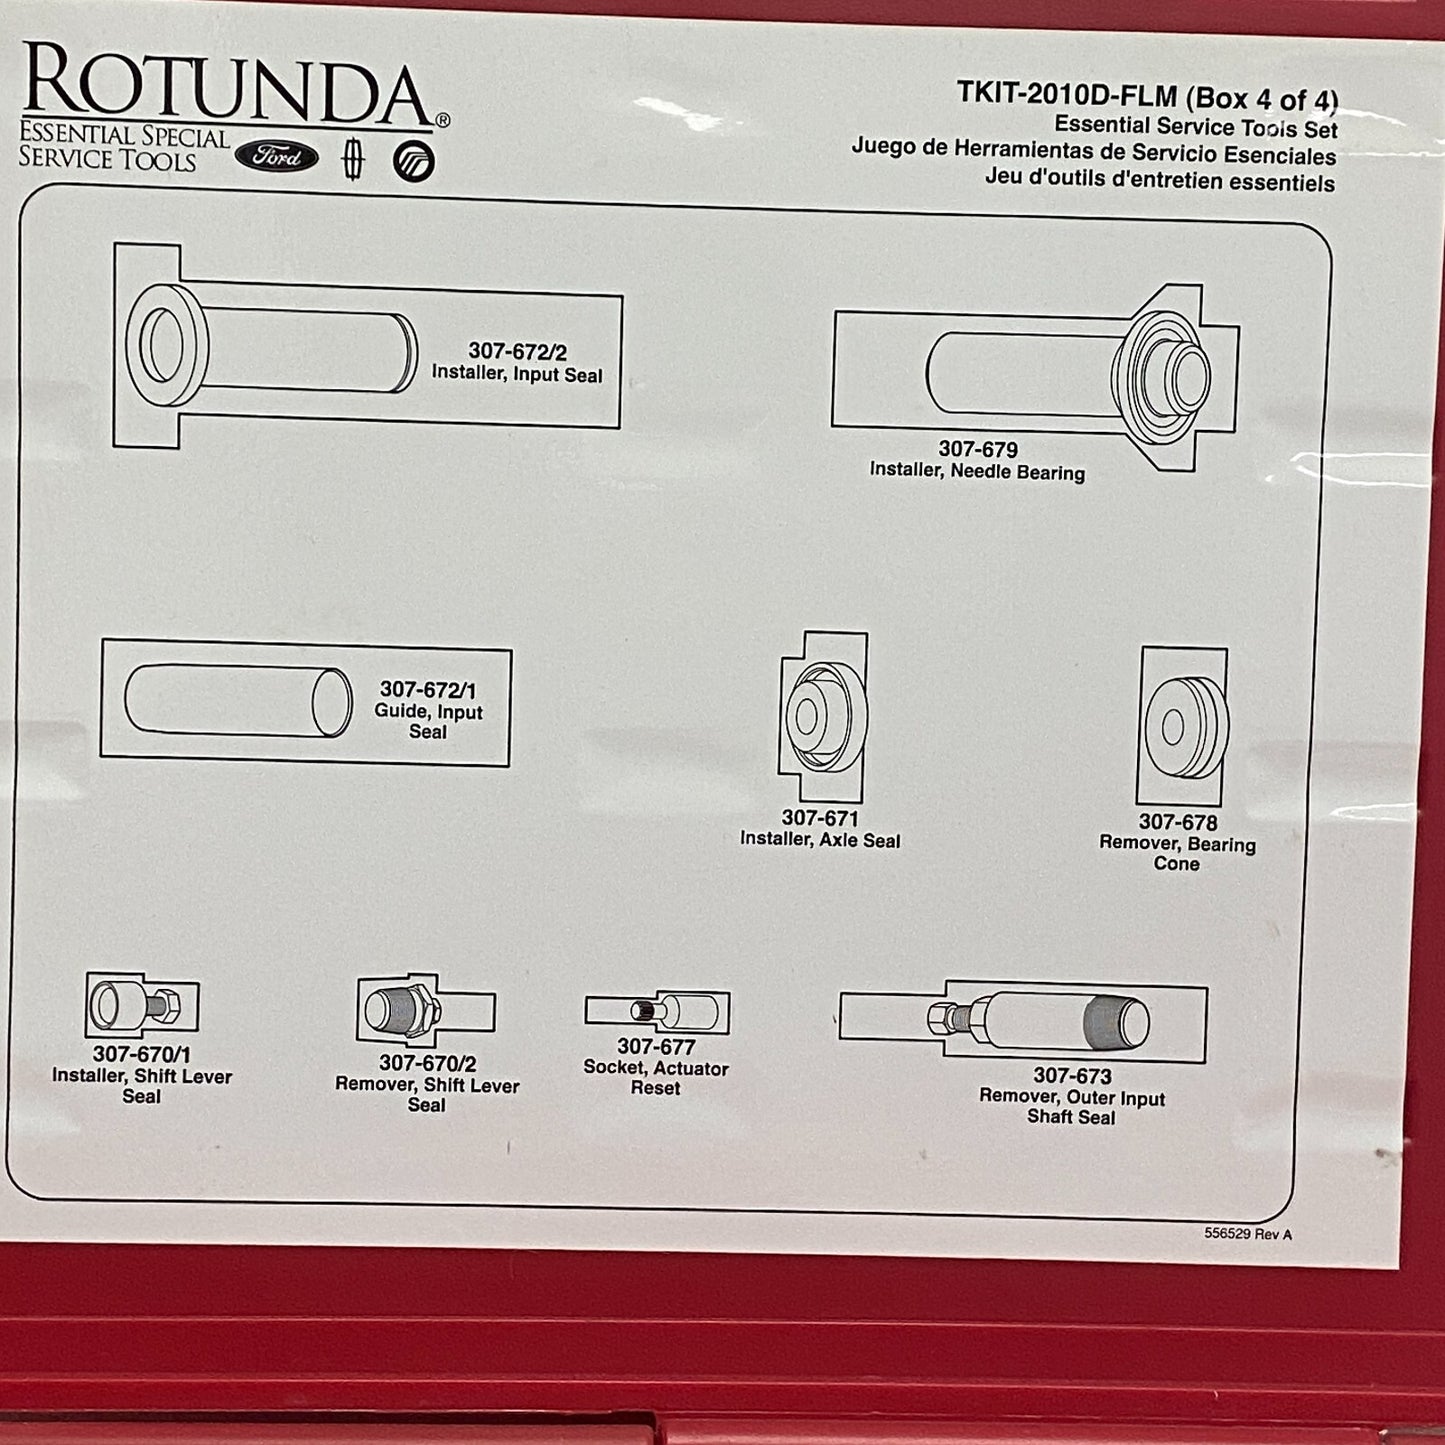 ROTUNDA®
ESSENTIAL SPECIAL
SERVICE TOOLS
Ford
TKIT-2010D-FLM (Box 4 of 4)
Essential Service Tools Set
Juego de Herramientas de Servicio Esenciales
Jeu d'outils d'entretien essentiels
307-672/2
Installer, Input Seal
307-679
Installer, Needle Bearing
307-672/1
Guide, Input
Seal
307-671
Installer, Axle Seal
307-678
Remover, Bearing
Cone
307-670/1
Installer, Shift Lever
Seal
307-670/2
Remover, Shift Lever
Seal
307-677
Socket, Actuator
Reset
307-673
Remover, Outer Input
Shaft Seal
556529 Rev A